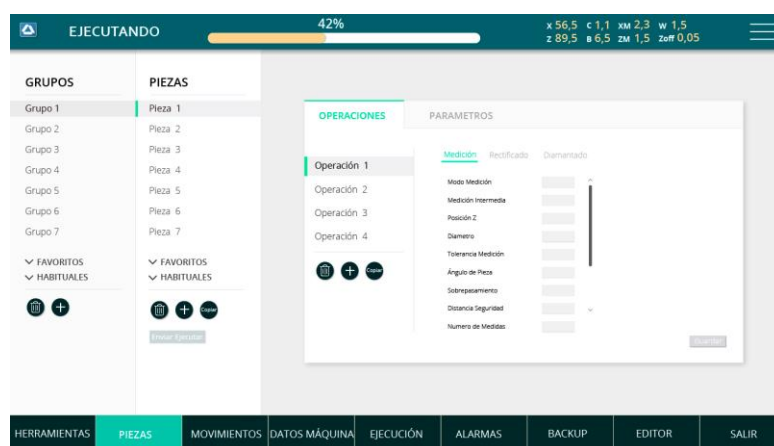 EJECUTANDO
42%
X 56,5 C 1,1 XM 2,3 W 1,5
Z 89,5 B 6,5 ZM 1,5 Zoff 0,05
GRUPOS
Grupo 1
Grupo 2
Grupo 3
Grupo 4
Grupo 5
Grupo 6
Grupo 7
FAVORITOS
HABITUALES
PIEZAS
Pieza 1
Pieza 2
Pieza 3
Pieza 4
Pieza 5
Pieza 6
Pieza 7
FAVORITOS
HABITUALES
Copiar
Enviar Ejecutor
OPERACIONES PARAMETROS
Operación 1
Operación 2
Operación 3
Operación 4
Copiar
Medición Rectificado Diamantado
Modo Medición
Medición Intermedia
Posición Z
Diametro
Tolerancia Medición
Ángulo de Pieza
Sobrepasamiento
Distancia Seguridad
Numero de Medidas
Guardar
HERRAMIENTAS PIEZAS MOVIMIENTOS DATOS MÁQUINA EJECUCIÓN ALARMAS BACKUP EDITOR SALIR